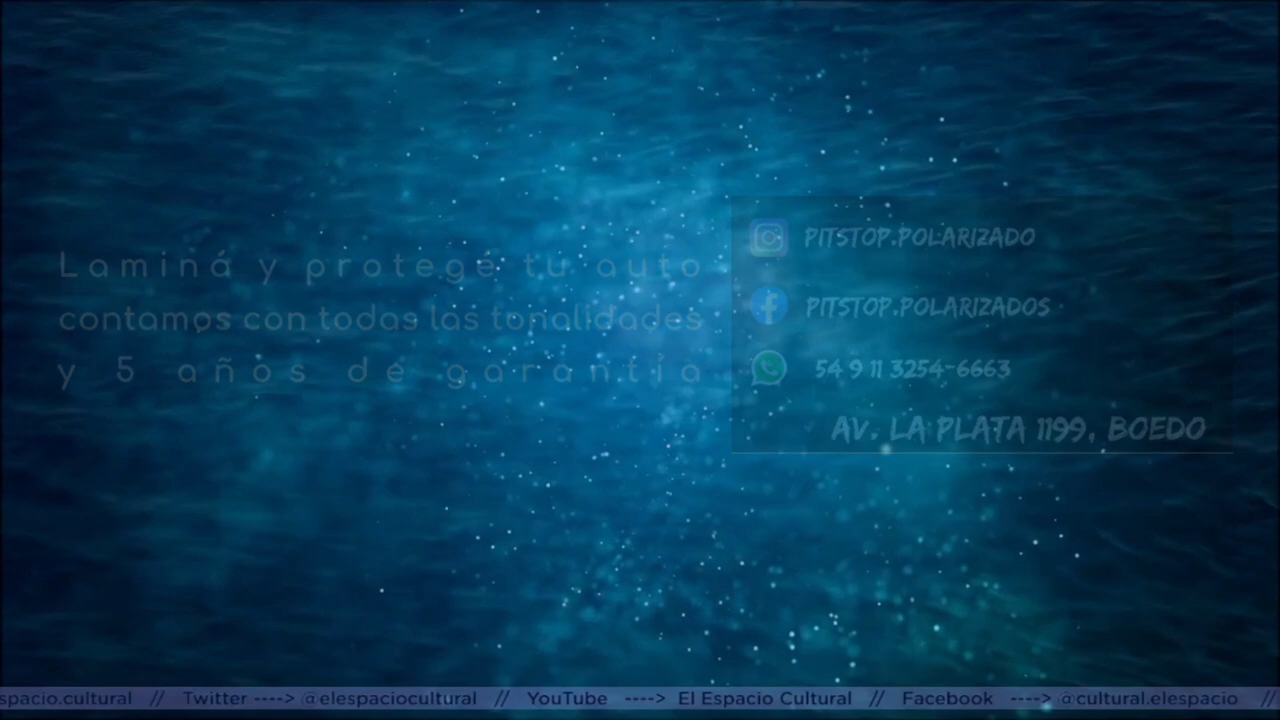 Laminá y protegé tu auto
contamos con todas las tonalidades
y 5 años de garantía
PITSTOP.POLARIZADO
PITSTOP.POLARIZADOS
54 9 11 3254-6663
AV. LA PLATA 1199, BOEDO
spacio.cultural // Twitter ----> @elespaciocultural // YouTube ----> El Espacio Cultural // Facebook ----> @cultural.elespacio //